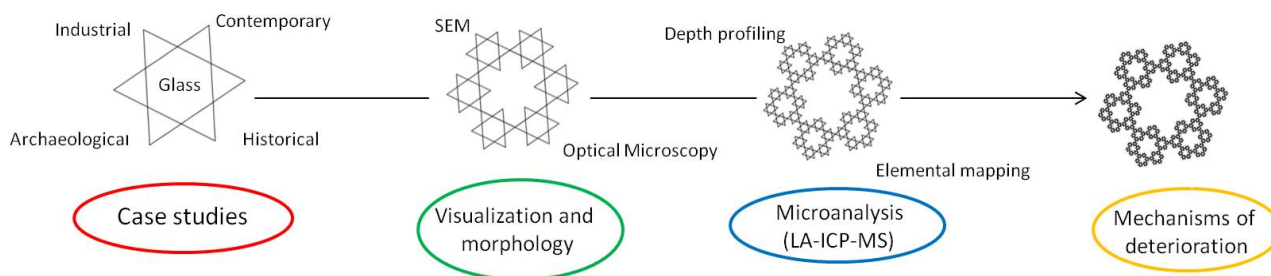 Industrial
Contemporary
Glass
Archaeological
Historical
Case studies
SEM
Optical Microscopy
Visualization and
morphology
Depth profiling
Elemental mapping
Microanalysis
(LA-ICP-MS)
Mechanisms of
deterioration